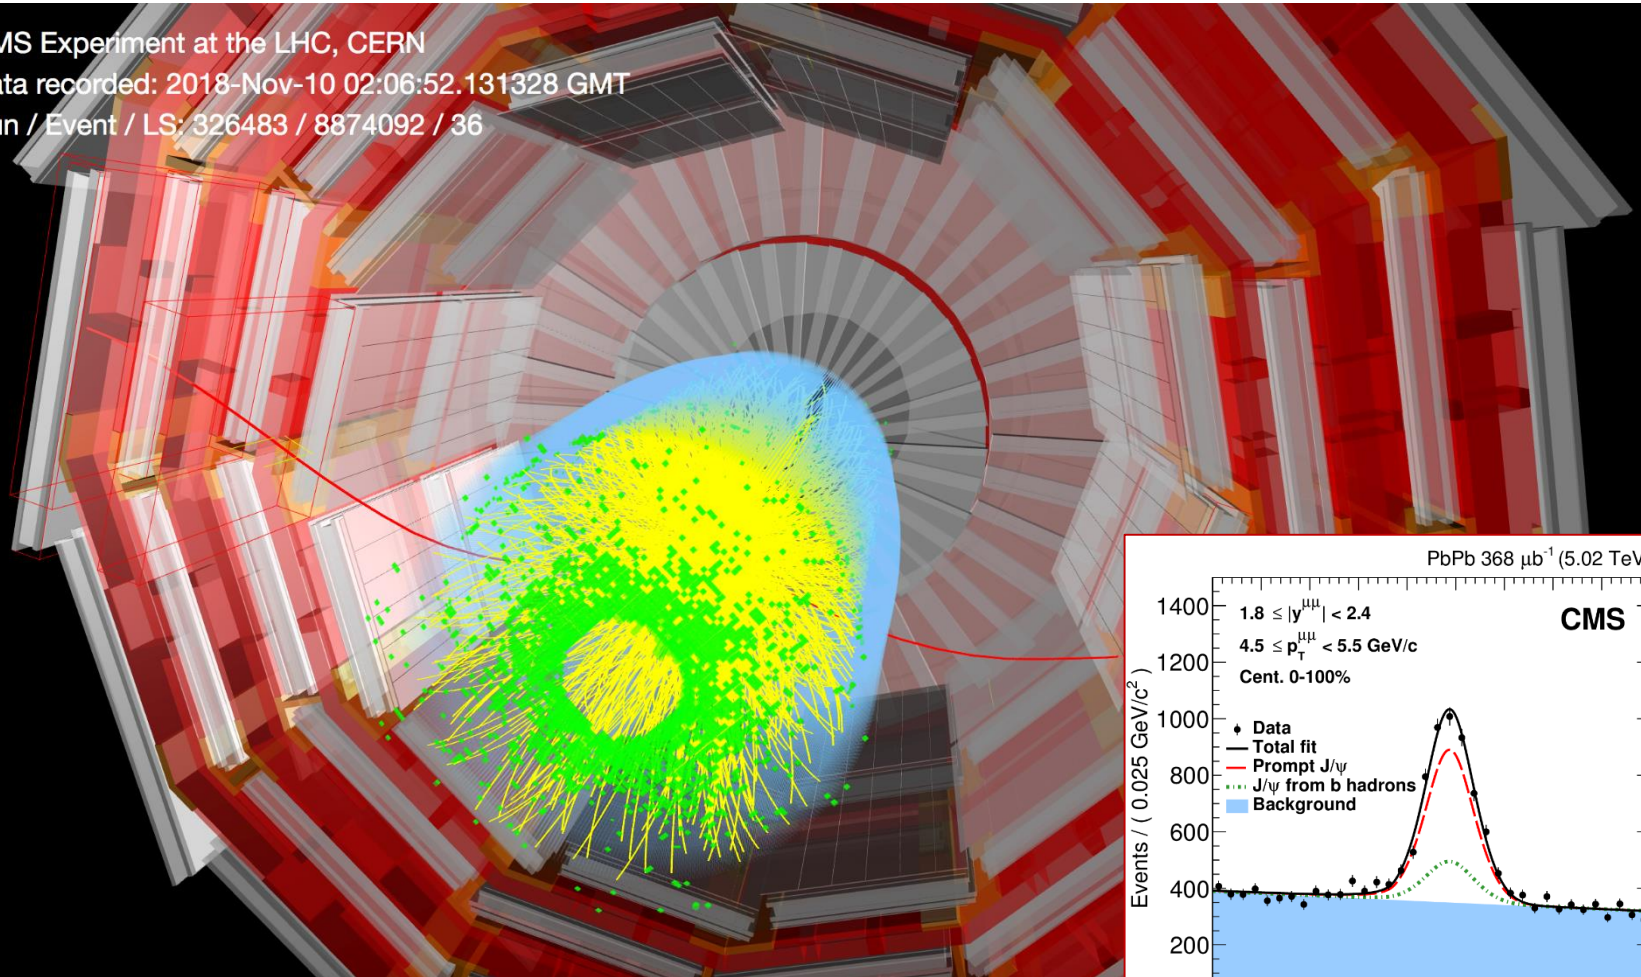 MS Experiment at the LHC, CERN
ata recorded: 2018-Nov-10 02:06:52.131328 GMT
un / Event / LS: 326483 / 8874092 / 36
PbPb 368 μb⁻¹ (5.02 TeV
1400
1.8 ≤ |y^μμ| < 2.4
CMS
4.5 ≤ p_T^μμ < 5.5 GeV/c
1200
Cent. 0-100%
1000
Data
Total fit
Prompt J/ψ
800
J/ψ from b hadrons
Background
600
400
200
Events / ( 0.025 GeV/c² )